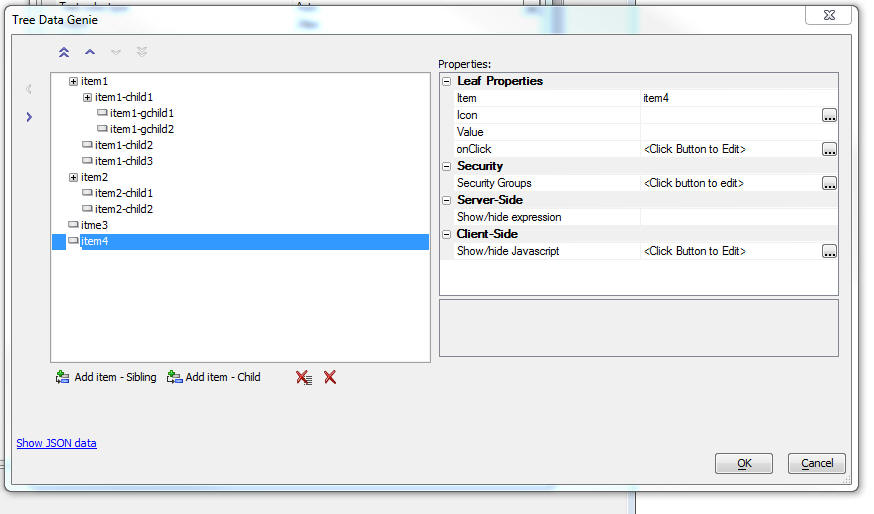 Tree Data Genie
Properties:
item1
item1-child1
item1-gchild1
item1-gchild2
item1-child2
item1-child3
item2
item2-child1
item2-child2
itme3
item4
Leaf Properties
Item item4
Icon ...
Value
onClick <Click Button to Edit> ...
Security
Security Groups <Click button to edit> ...
Server-Side
Show/hide expression
Client-Side
Show/hide Javascript <Click Button to Edit> ...
Add item - Sibling Add item - Child
Show JSON data
OK Cancel